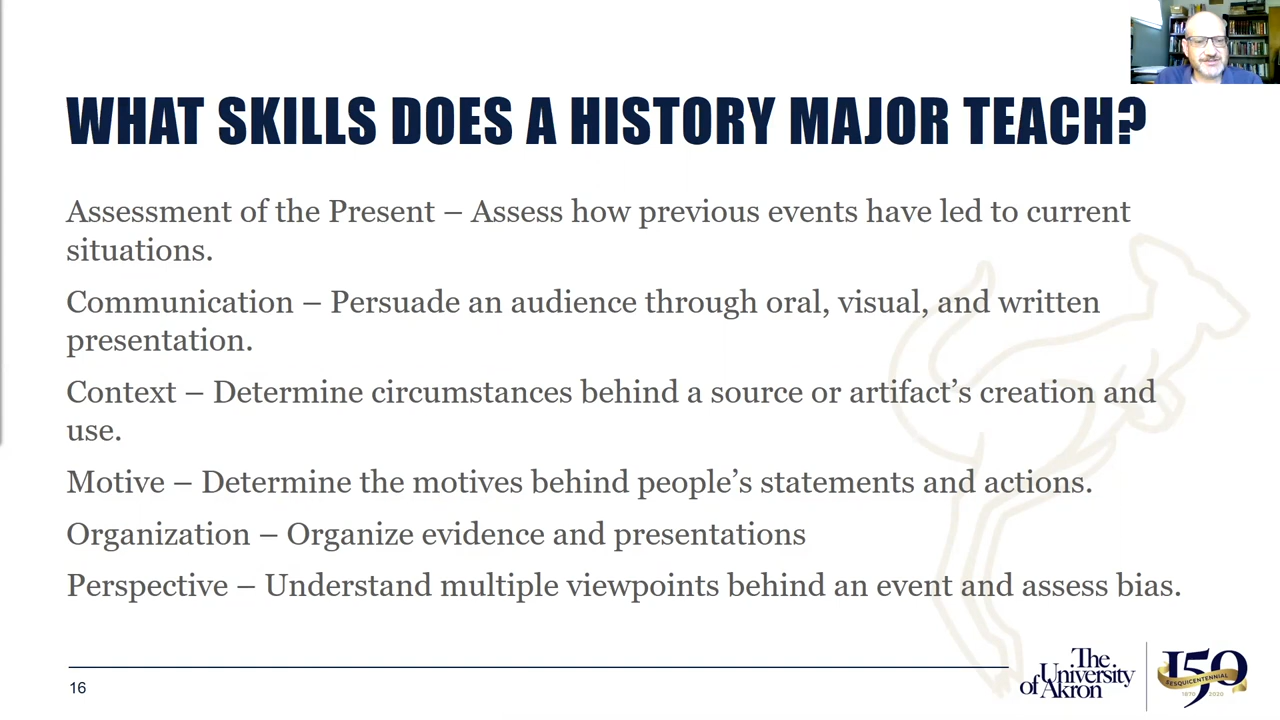 WHAT SKILLS DOES A HISTORY MAJOR TEACH?
Assessment of the Present – Assess how previous events have led to current
situations.
Communication – Persuade an audience through oral, visual, and written
presentation.
Context – Determine circumstances behind a source or artifact’s creation and
use.
Motive – Determine the motives behind people’s statements and actions.
Organization – Organize evidence and presentations
Perspective – Understand multiple viewpoints behind an event and assess bias.
16
The
University
of Akron
150
SESQUICENTENNIAL
1870 2020